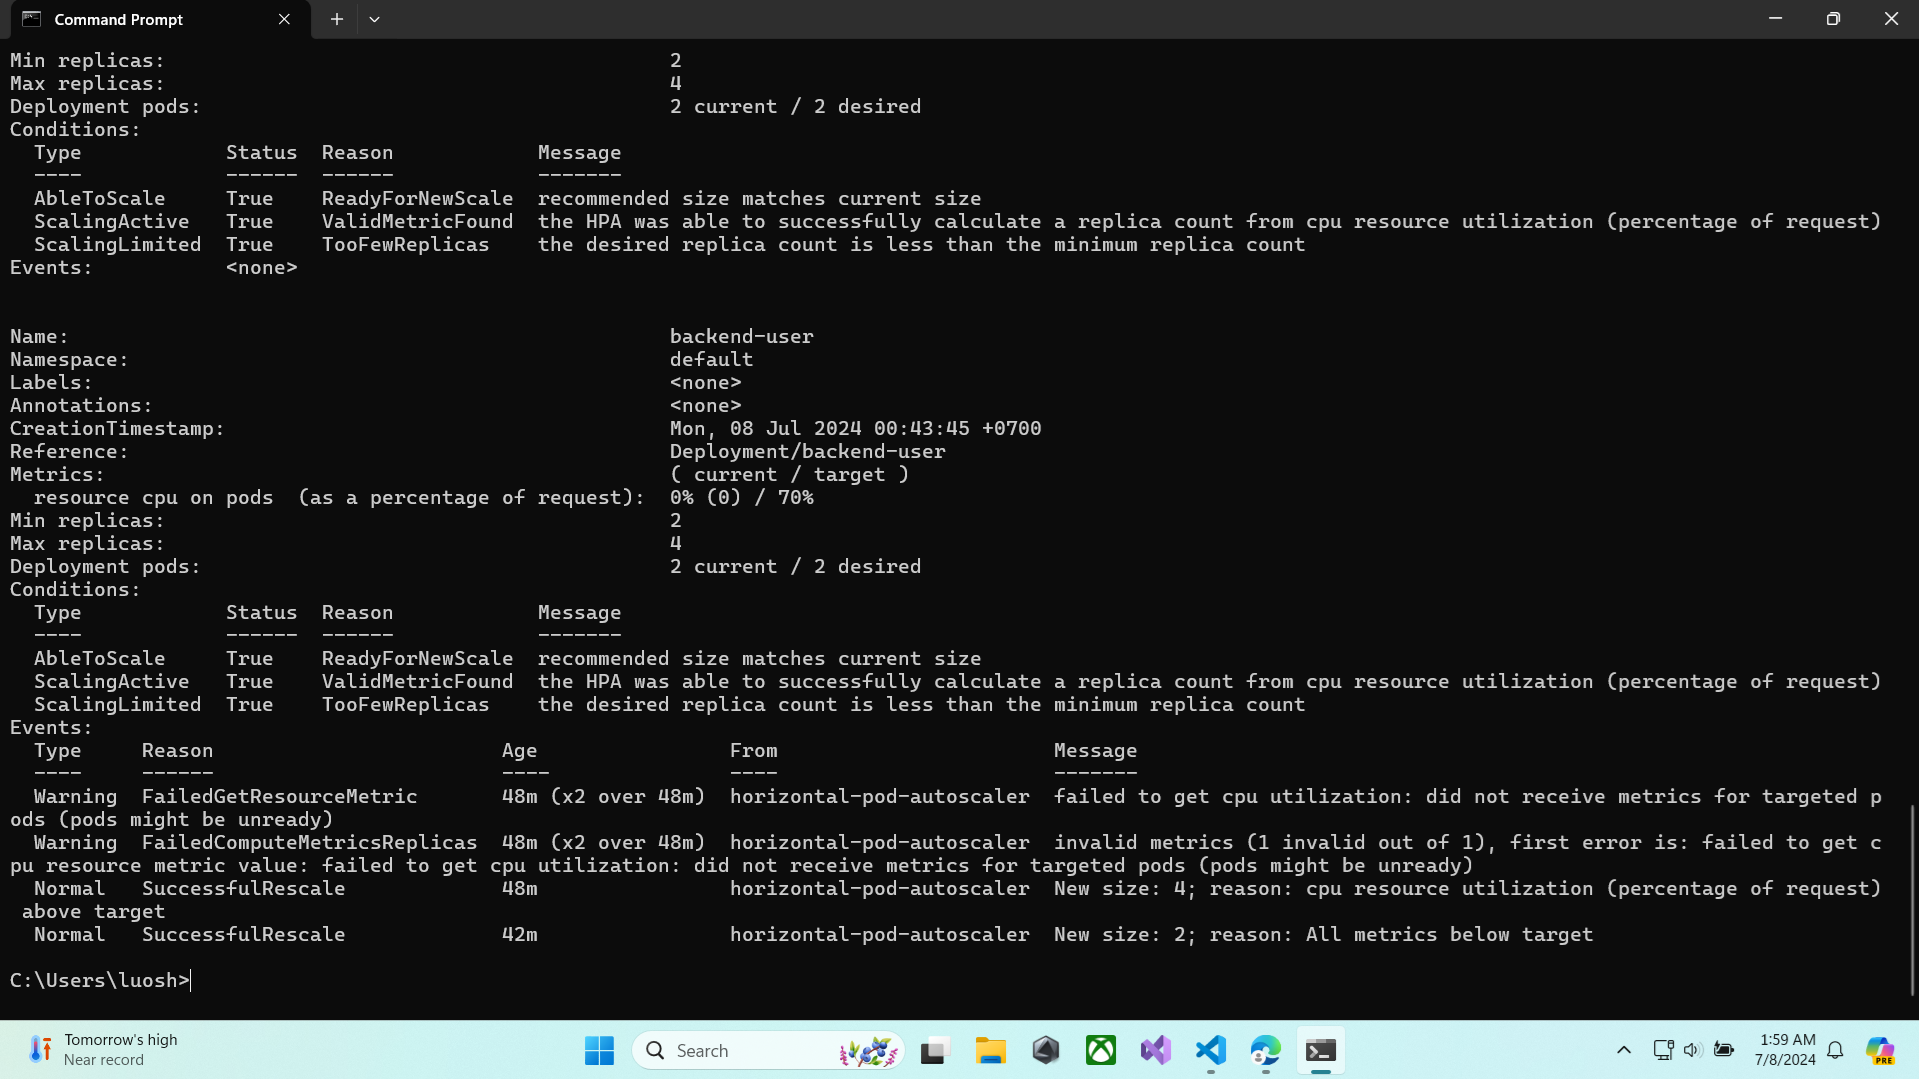 Command Prompt
Min replicas: 2
Max replicas: 4
Deployment pods: 2 current / 2 desired
Conditions:
Type Status Reason Message
---- ------ ------ -------
AbleToScale True ReadyForNewScale recommended size matches current size
ScalingActive True ValidMetricFound the HPA was able to successfully calculate a replica count from cpu resource utilization (percentage of request)
ScalingLimited True TooFewReplicas the desired replica count is less than the minimum replica count
Events: <none>
Name: backend-user
Namespace: default
Labels: <none>
Annotations: <none>
CreationTimestamp: Mon, 08 Jul 2024 00:43:45 +0700
Reference: Deployment/backend-user
Metrics: ( current / target )
resource cpu on pods (as a percentage of request): 0% (0) / 70%
Min replicas: 2
Max replicas: 4
Deployment pods: 2 current / 2 desired
Conditions:
Type Status Reason Message
---- ------ ------ -------
AbleToScale True ReadyForNewScale recommended size matches current size
ScalingActive True ValidMetricFound the HPA was able to successfully calculate a replica count from cpu resource utilization (percentage of request)
ScalingLimited True TooFewReplicas the desired replica count is less than the minimum replica count
Events:
Type Reason Age From Message
---- ------ ---- ---- -------
Warning FailedGetResourceMetric 48m (x2 over 48m) horizontal-pod-autoscaler failed to get cpu utilization: did not receive metrics for targeted p
ods (pods might be unready)
Warning FailedComputeMetricsReplicas 48m (x2 over 48m) horizontal-pod-autoscaler invalid metrics (1 invalid out of 1), first error is: failed to get c
pu resource metric value: failed to get cpu utilization: did not receive metrics for targeted pods (pods might be unready)
Normal SuccessfulRescale 48m horizontal-pod-autoscaler New size: 4; reason: cpu resource utilization (percentage of request)
above target
Normal SuccessfulRescale 42m horizontal-pod-autoscaler New size: 2; reason: All metrics below target
C:\Users\luosh>
Tomorrow's high
Near record
Search
1:59 AM
7/8/2024
PRE